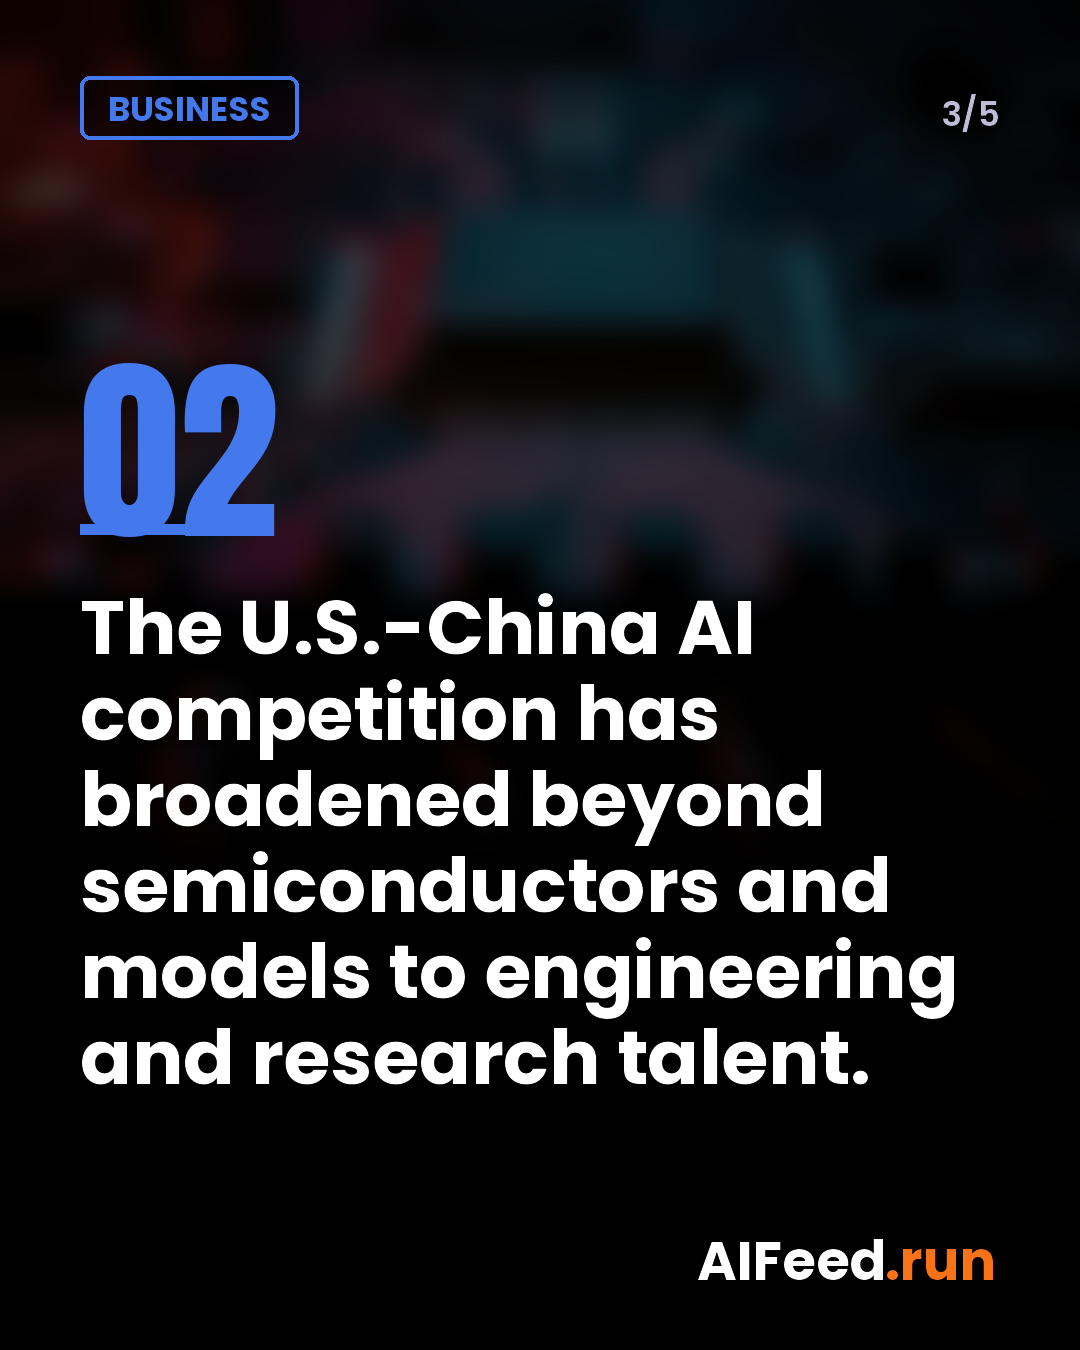 BUSINESS
3/5
02
The U.S.-China AI
competition has
broadened beyond
semiconductors and
models to engineering
and research talent.
AIFeed.run